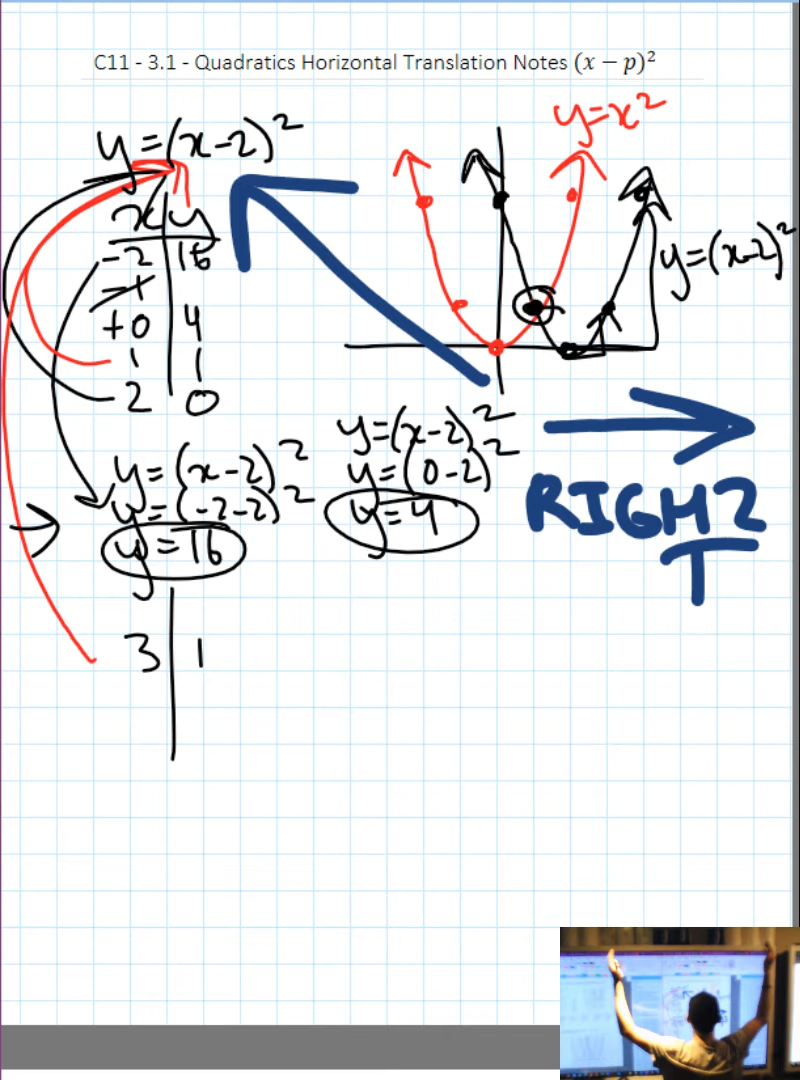 C11 - 3.1 - Quadratics Horizontal Translation Notes (x − p)²
y = (x-2)²
y=x²
x | y
-2 | 16
-1
+0 | 4
1 | 1
2 | 0
y=(x-2)²
y = (x-2)²
y = (-2-2)²
y = 16
y=(x-2)²
y=(0-2)²
y=4
RIGHT 2
3 | 1